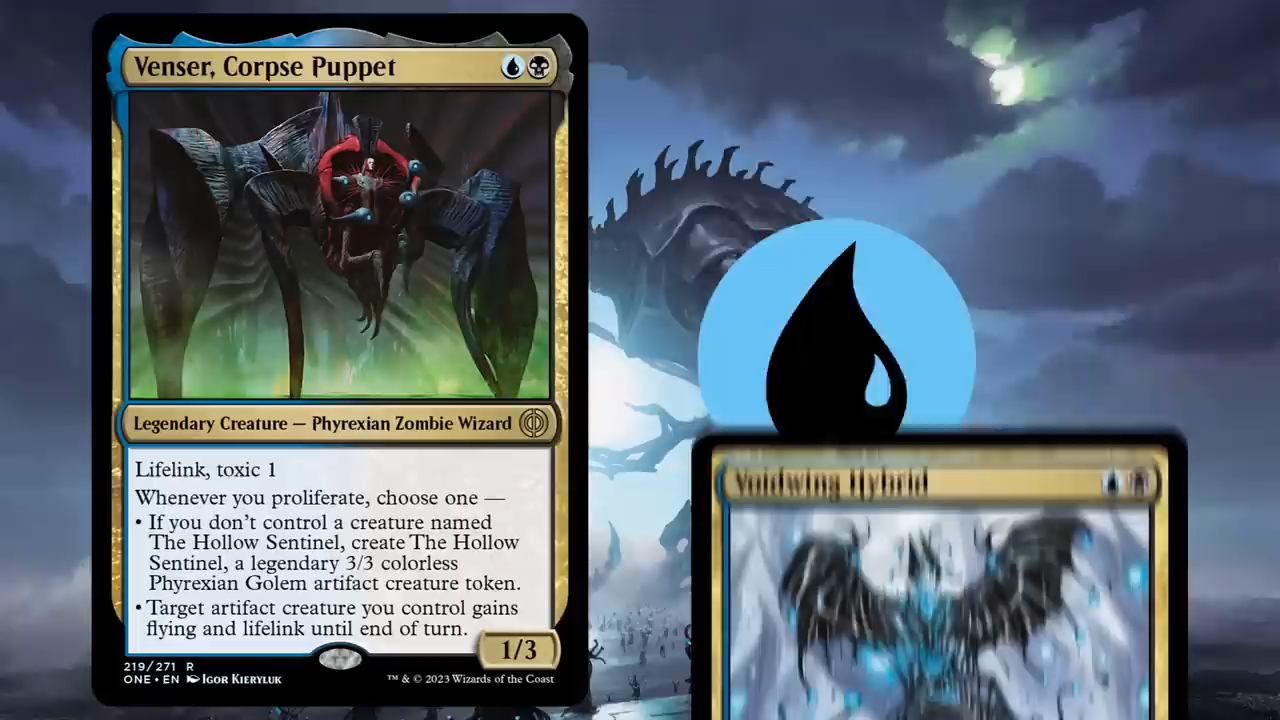 Venser, Corpse Puppet
Legendary Creature — Phyrexian Zombie Wizard
Lifelink, toxic 1
Whenever you proliferate, choose one —
• If you don't control a creature named
The Hollow Sentinel, create The Hollow
Sentinel, a legendary 3/3 colorless
Phyrexian Golem artifact creature token.
• Target artifact creature you control gains
flying and lifelink until end of turn.
1/3
219/271 R
ONE • EN Igor Kieryluk
™ & © 2023 Wizards of the Coast
Voidwing Hybrid